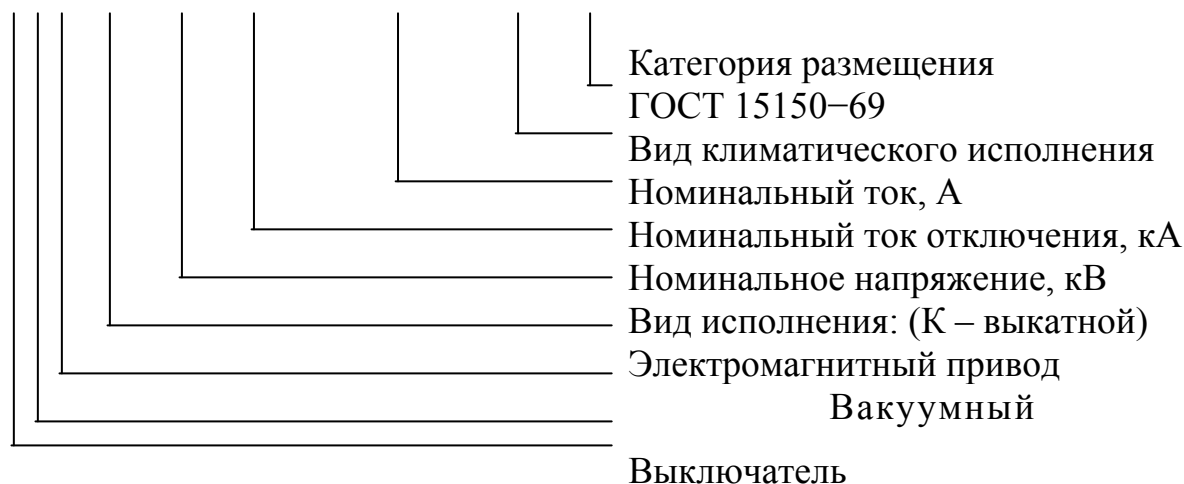 Категория размещения
ГОСТ 15150−69
Вид климатического исполнения
Номинальный ток, А
Номинальный ток отключения, кА
Номинальное напряжение, кВ
Вид исполнения: (К – выкатной)
Электромагнитный привод
Вакуумный
Выключатель